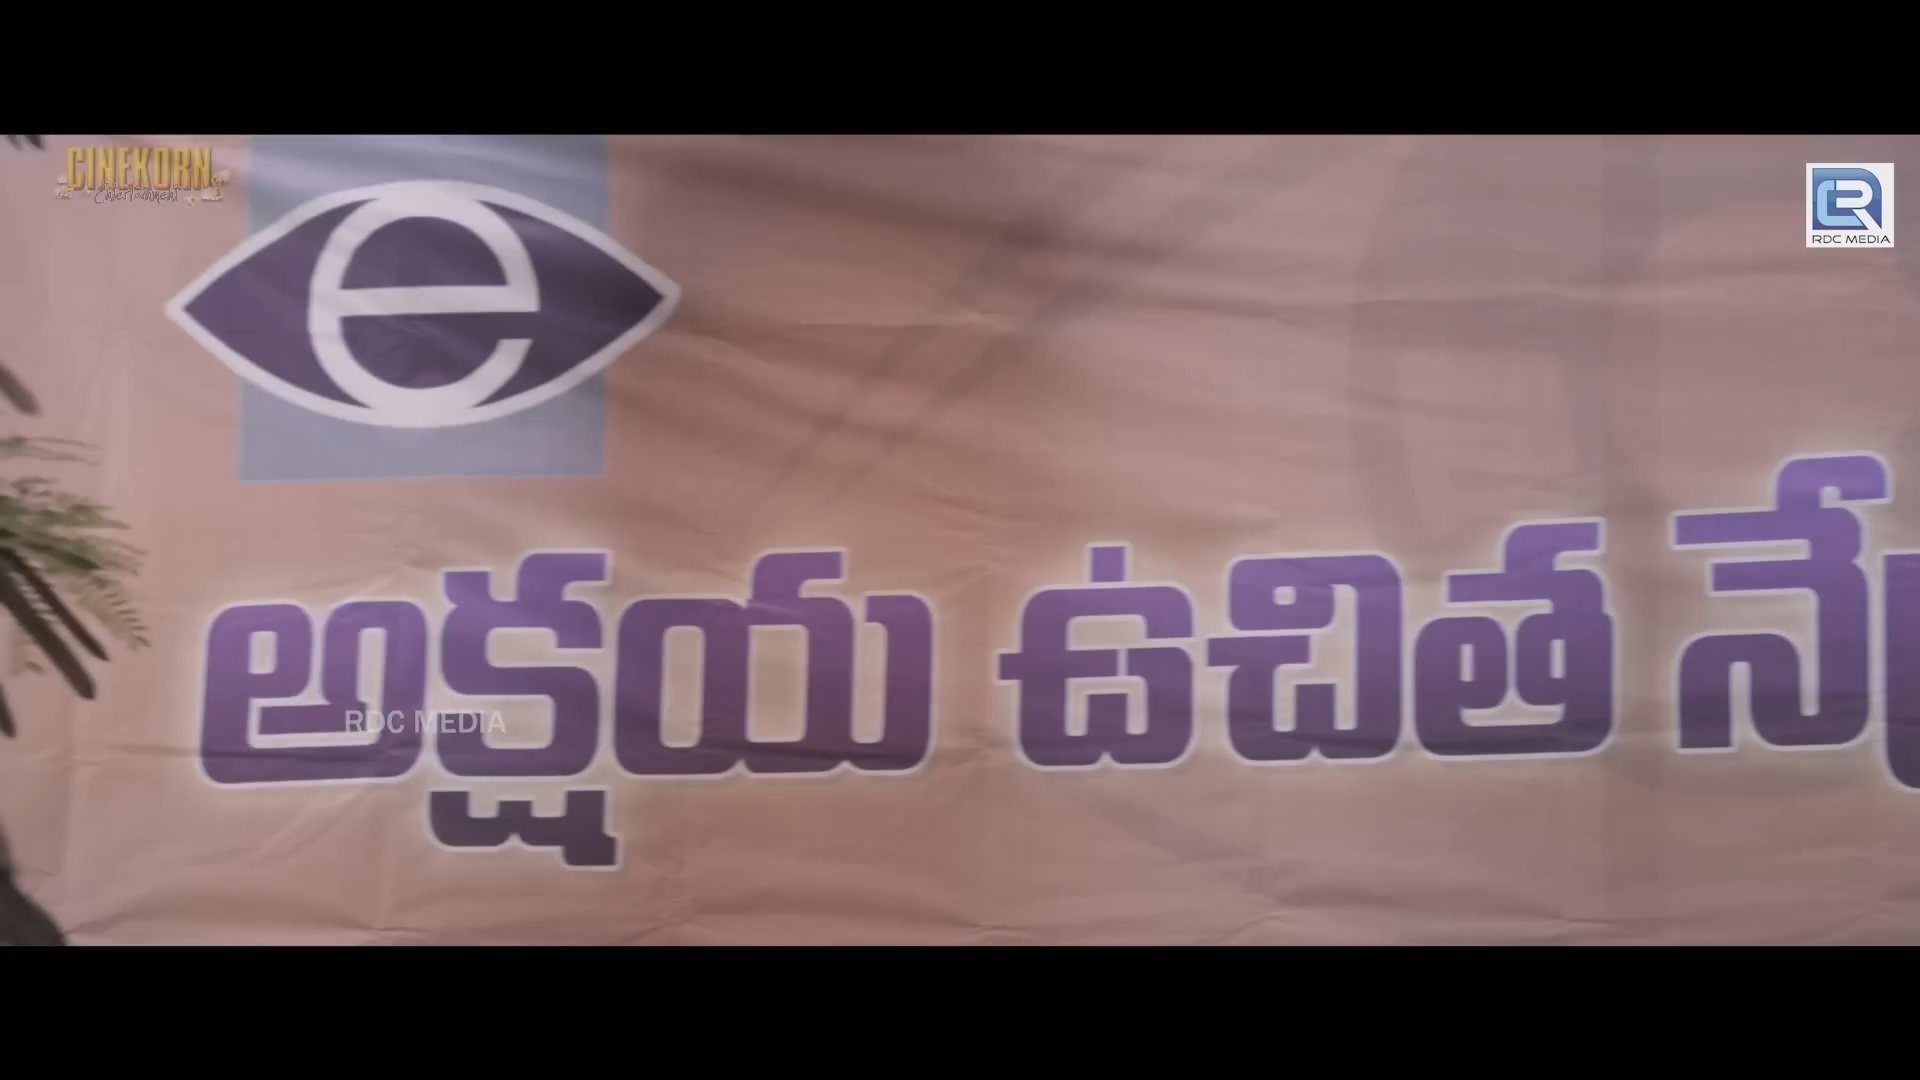 CINEKORN
Entertainment
RDC MEDIA
e
అక్షయ ఉచిత
RDC MEDIA